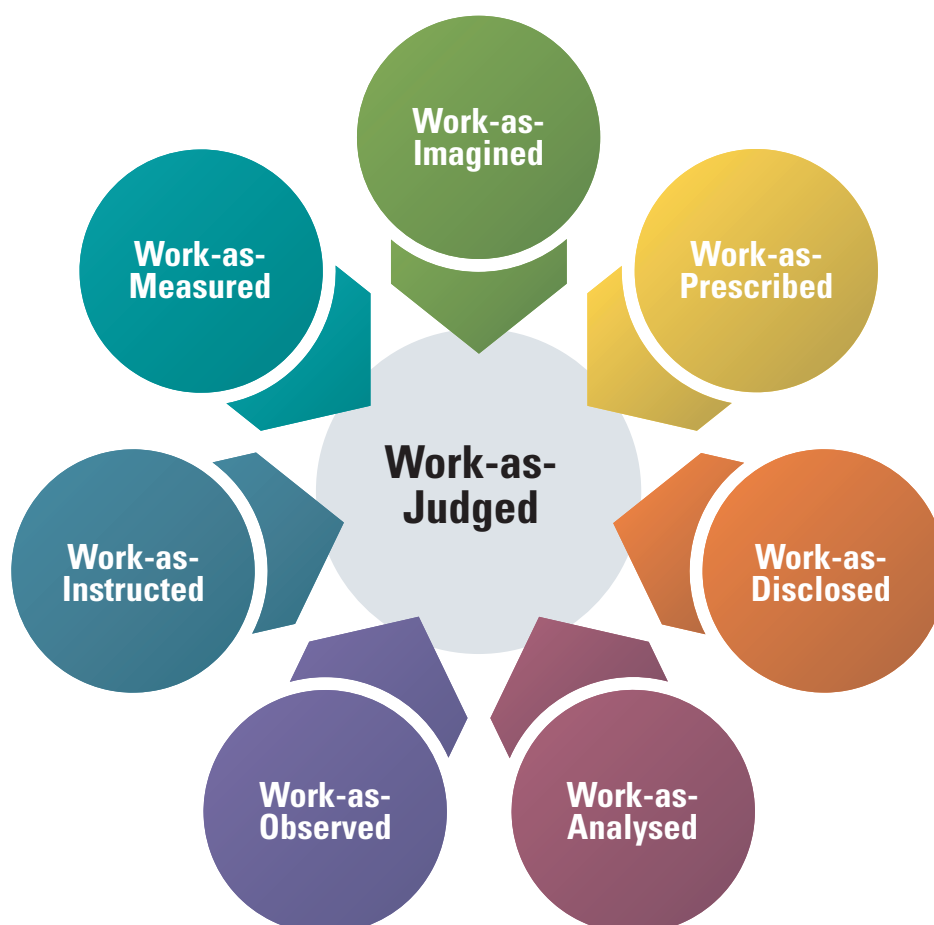 Work-as-
Imagined
Work-as-
Prescribed
Work-as-
Disclosed
Work-as-
Analysed
Work-as-
Observed
Work-as-
Instructed
Work-as-
Measured
Work-as-
Judged